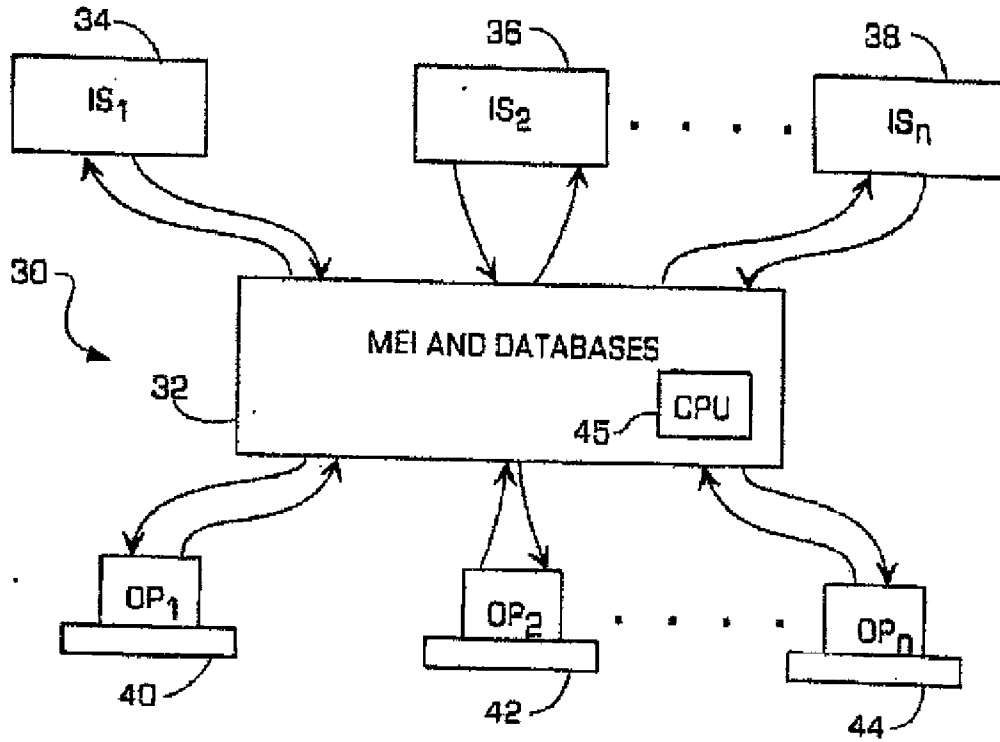 34
36
38
IS1
IS2
ISn
30
MEI AND DATABASES
32
CPU
45
OP1
OP2
OPn
40
42
44